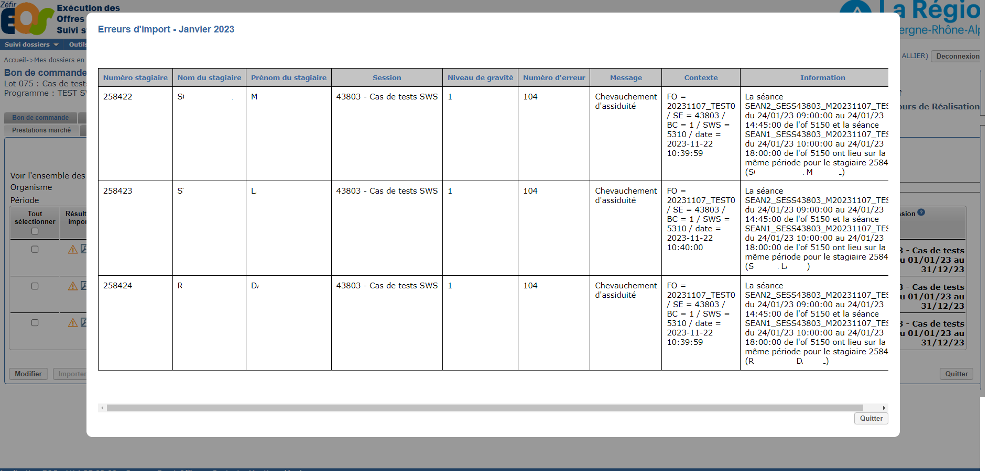 Zéfir
Exécution des
Offres
Suivi
La Régio
ergne-Rhône-Alp
Suivi dossiers Outils
Accueil->Mes dossiers en
ALLIER) Deconnexion
Bon de commande
Lot 075 : Cas de test
Programme : TEST
ours de Réalisation
Bon de commande
Prestations marché
Voir l'ensemble des
Organisme
Période
Tout
sélectionner
Résult
impor
ssion ?
3 - Cas de tests
u 01/01/23 au
31/12/23
3 - Cas de tests
u 01/01/23 au
31/12/23
3 - Cas de tests
u 01/01/23 au
31/12/23
Modifier Importer Quitter
Erreurs d'import - Janvier 2023
Numéro stagiaire Nom du stagiaire Prénom du stagiaire Session Niveau de gravité Numéro d'erreur Message Contexte Information
258422 M 43803 - Cas de tests SWS 1 104
Chevauchement
d'assiduité
FO =
20231107_TEST0
/ SE = 43803 /
BC = 1 / SWS =
5310 / date =
2023-11-22
10:39:59
La séance
SEAN2_SESS43803_M20231107_TES
du 24/01/23 09:00:00 au 24/01/23
14:45:00 de l'of 5150 et la séance
SEAN1_SESS43803_M20231107_TES
du 24/01/23 10:00:00 au 24/01/23
18:00:00 de l'of 5150 ont lieu sur la
même période pour le stagiaire 2584
258423 43803 - Cas de tests SWS 1 104
Chevauchement
d'assiduité
FO =
20231107_TEST0
/ SE = 43803 /
BC = 1 / SWS =
5310 / date =
2023-11-22
10:40:00
La séance
SEAN2_SESS43803_M20231107_TES
du 24/01/23 09:00:00 au 24/01/23
14:45:00 de l'of 5150 et la séance
SEAN1_SESS43803_M20231107_TES
du 24/01/23 10:00:00 au 24/01/23
18:00:00 de l'of 5150 ont lieu sur la
même période pour le stagiaire 2584
258424 R 43803 - Cas de tests SWS 1 104
Chevauchement
d'assiduité
FO =
20231107_TEST0
/ SE = 43803 /
BC = 1 / SWS =
5310 / date =
2023-11-22
10:39:59
La séance
SEAN2_SESS43803_M20231107_TES
du 24/01/23 09:00:00 au 24/01/23
14:45:00 de l'of 5150 et la séance
SEAN1_SESS43803_M20231107_TES
du 24/01/23 10:00:00 au 24/01/23
18:00:00 de l'of 5150 ont lieu sur la
même période pour le stagiaire 2584
Quitter